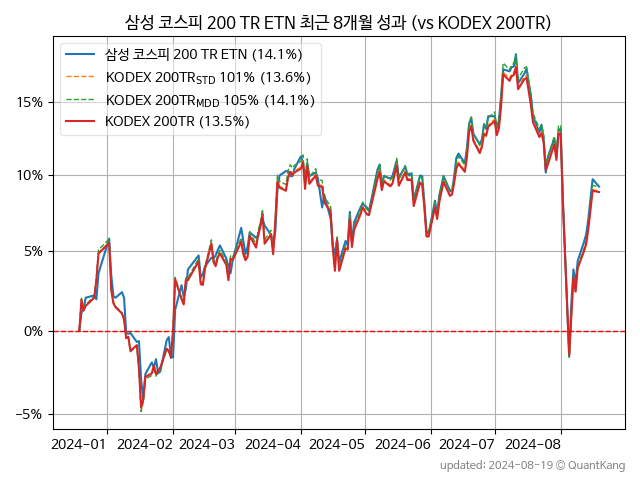 삼성 코스피 200 TR ETN 최근 8개월 성과 (vs KODEX 200TR)
삼성 코스피 200 TR ETN (14.1%)
KODEX 200TR_STD 101% (13.6%)
KODEX 200TR_MDD 105% (14.1%)
KODEX 200TR (13.5%)
15%
10%
5%
0%
−5%
2024-01 2024-02 2024-03 2024-04 2024-05 2024-06 2024-07 2024-08
updated: 2024-08-19 © QuantKang